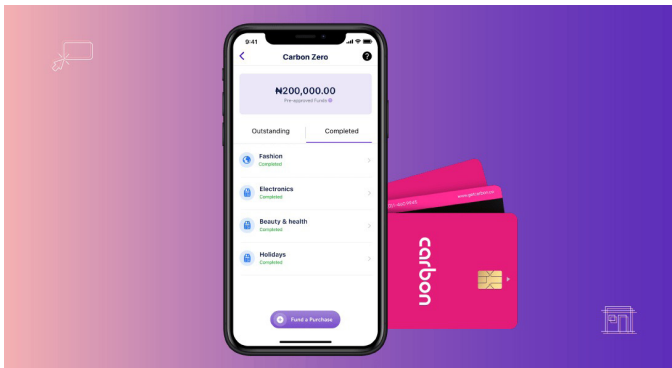 9:41
Carbon Zero
?
₦200,000.00
Pre-approved Funds
Outstanding
Completed
Fashion
Completed
Electronics
Completed
Beauty & health
Completed
Holidays
Completed
Fund a Purchase
carbon